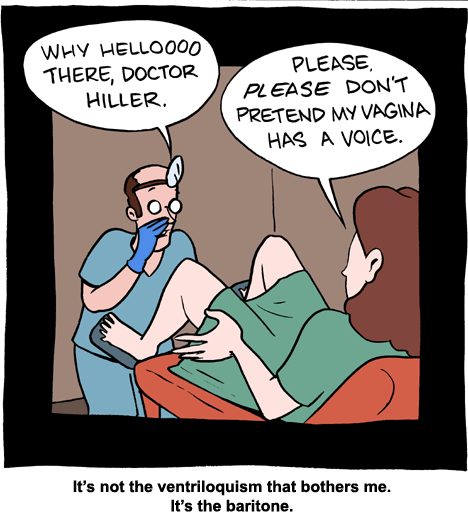 WHY HELLOOOO
THERE, DOCTOR
HILLER.
PLEASE.
PLEASE DON'T
PRETEND MY VAGINA
HAS A VOICE.
It's not the ventriloquism that bothers me.
It's the baritone.